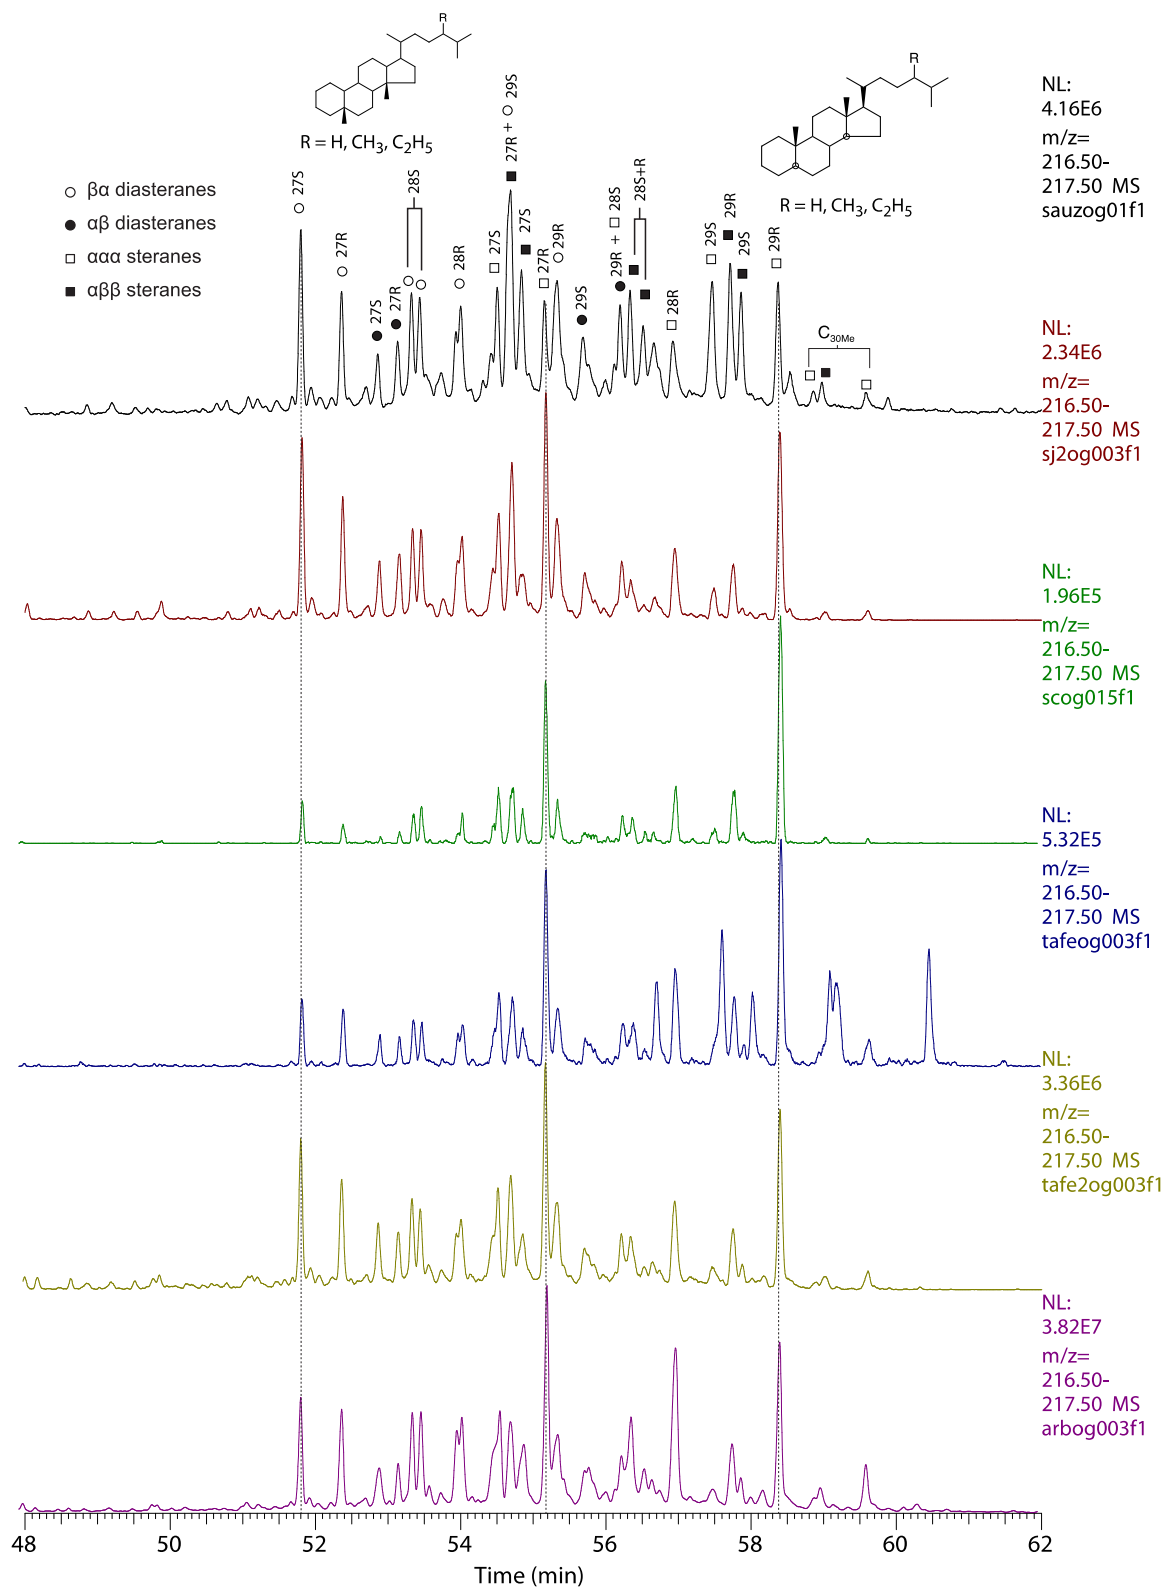 R
R = H, CH₃, C₂H₅
R
R = H, CH₃, C₂H₅
βα diasteranes
αβ diasteranes
ααα steranes
αββ steranes
27S
27R
27S
27R
28S
28R
27S
27R + ○ 29S
27S
27R
29R
29S
29R + □ 28S
28S+R
28R
29S
29R
29S
29R
C30Me
NL:
4.16E6
m/z=
216.50-
217.50 MS
sauzog01f1
NL:
2.34E6
m/z=
216.50-
217.50 MS
sj2og003f1
NL:
1.96E5
m/z=
216.50-
217.50 MS
scog015f1
NL:
5.32E5
m/z=
216.50-
217.50 MS
tafeog003f1
NL:
3.36E6
m/z=
216.50-
217.50 MS
tafe2og003f1
NL:
3.82E7
m/z=
216.50-
217.50 MS
arbog003f1
48 50 52 54 56 58 60 62
Time (min)